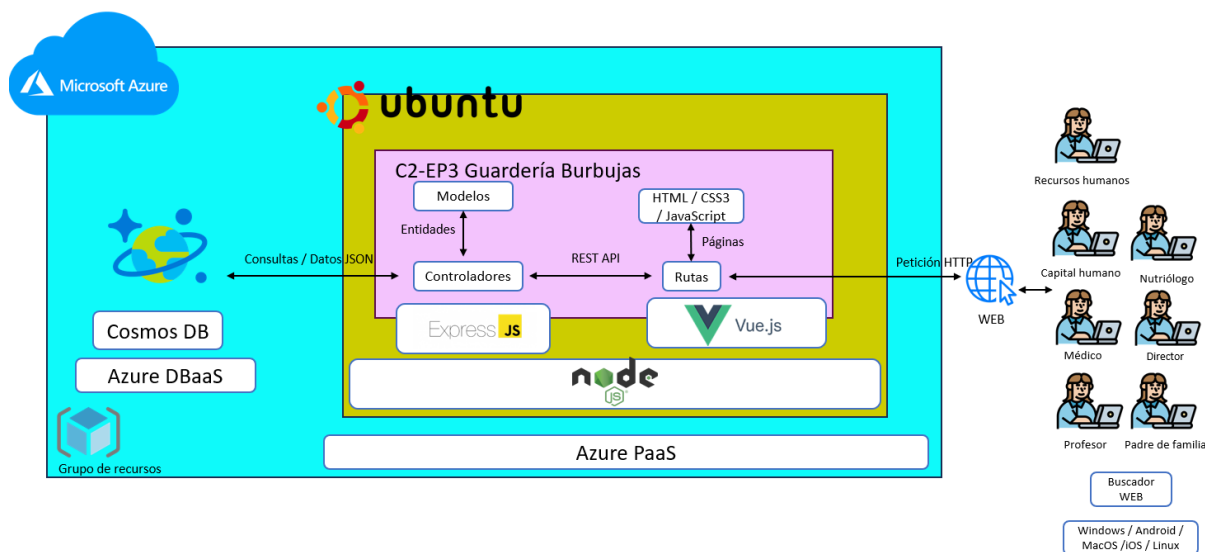 Microsoft Azure
ubuntu
C2-EP3 Guardería Burbujas
Modelos
HTML / CSS3
/ JavaScript
Entidades
Páginas
Consultas / Datos JSON
Controladores
REST API
Rutas
Petición HTTP
WEB
Express JS
Vue.js
node
JS
Cosmos DB
Azure DBaaS
Azure PaaS
Grupo de recursos
Recursos humanos
Capital humano
Nutriólogo
Médico
Director
Profesor
Padre de familia
Buscador
WEB
Windows / Android /
MacOS /iOS / Linux